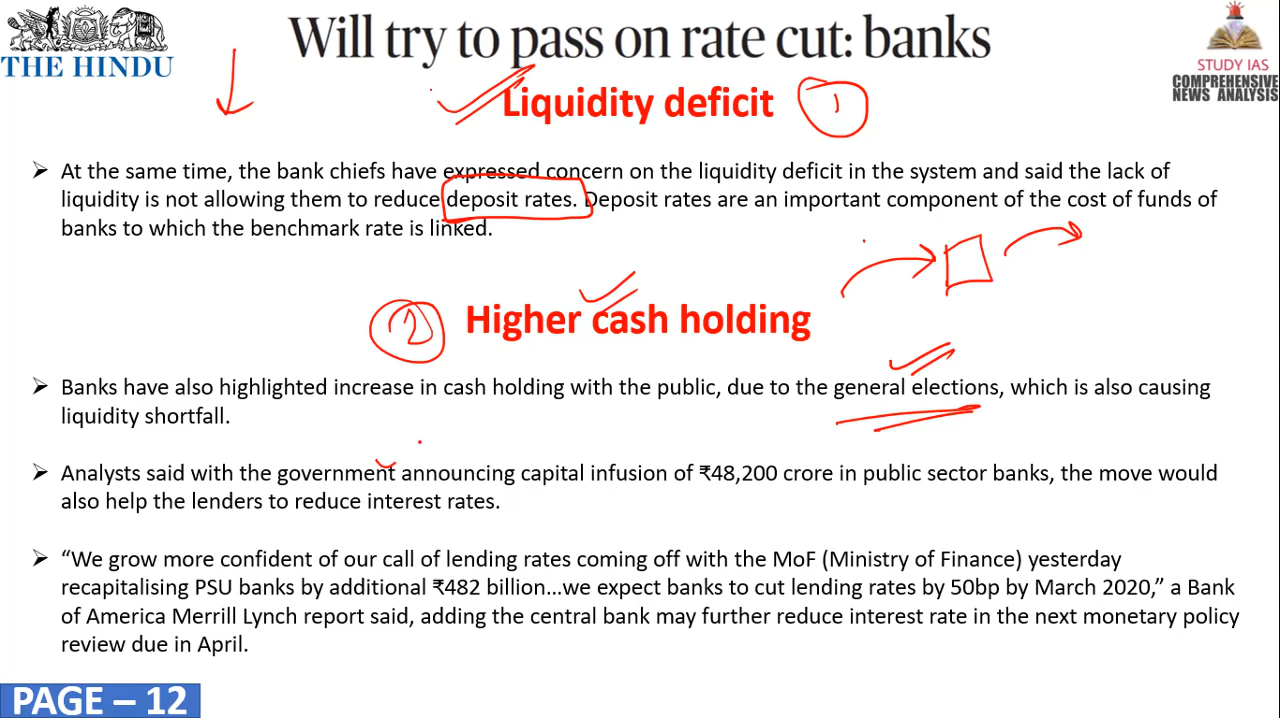 THE HINDU
Will try to pass on rate cut: banks
STUDY IAS
COMPREHENSIVE
NEWS ANALYSIS
Liquidity deficit
1
➢ At the same time, the bank chiefs have expressed concern on the liquidity deficit in the system and said the lack of
liquidity is not allowing them to reduce deposit rates. Deposit rates are an important component of the cost of funds of
banks to which the benchmark rate is linked.
2
Higher cash holding
➢ Banks have also highlighted increase in cash holding with the public, due to the general elections, which is also causing
liquidity shortfall.
➢ Analysts said with the government announcing capital infusion of ₹48,200 crore in public sector banks, the move would
also help the lenders to reduce interest rates.
➢ “We grow more confident of our call of lending rates coming off with the MoF (Ministry of Finance) yesterday
recapitalising PSU banks by additional ₹482 billion…we expect banks to cut lending rates by 50bp by March 2020,” a Bank
of America Merrill Lynch report said, adding the central bank may further reduce interest rate in the next monetary policy
review due in April.
PAGE – 12